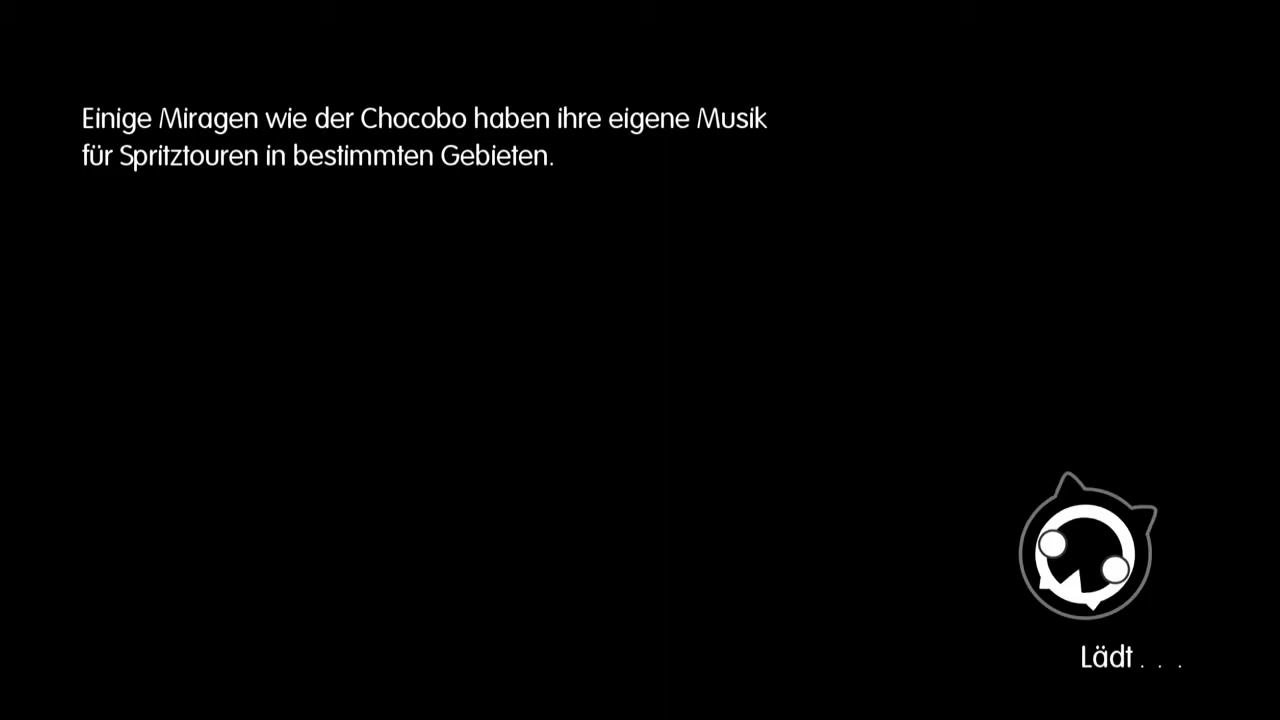 Einige Miragen wie der Chocobo haben ihre eigene Musik
für Spritztouren in bestimmten Gebieten.
Lädt . . .